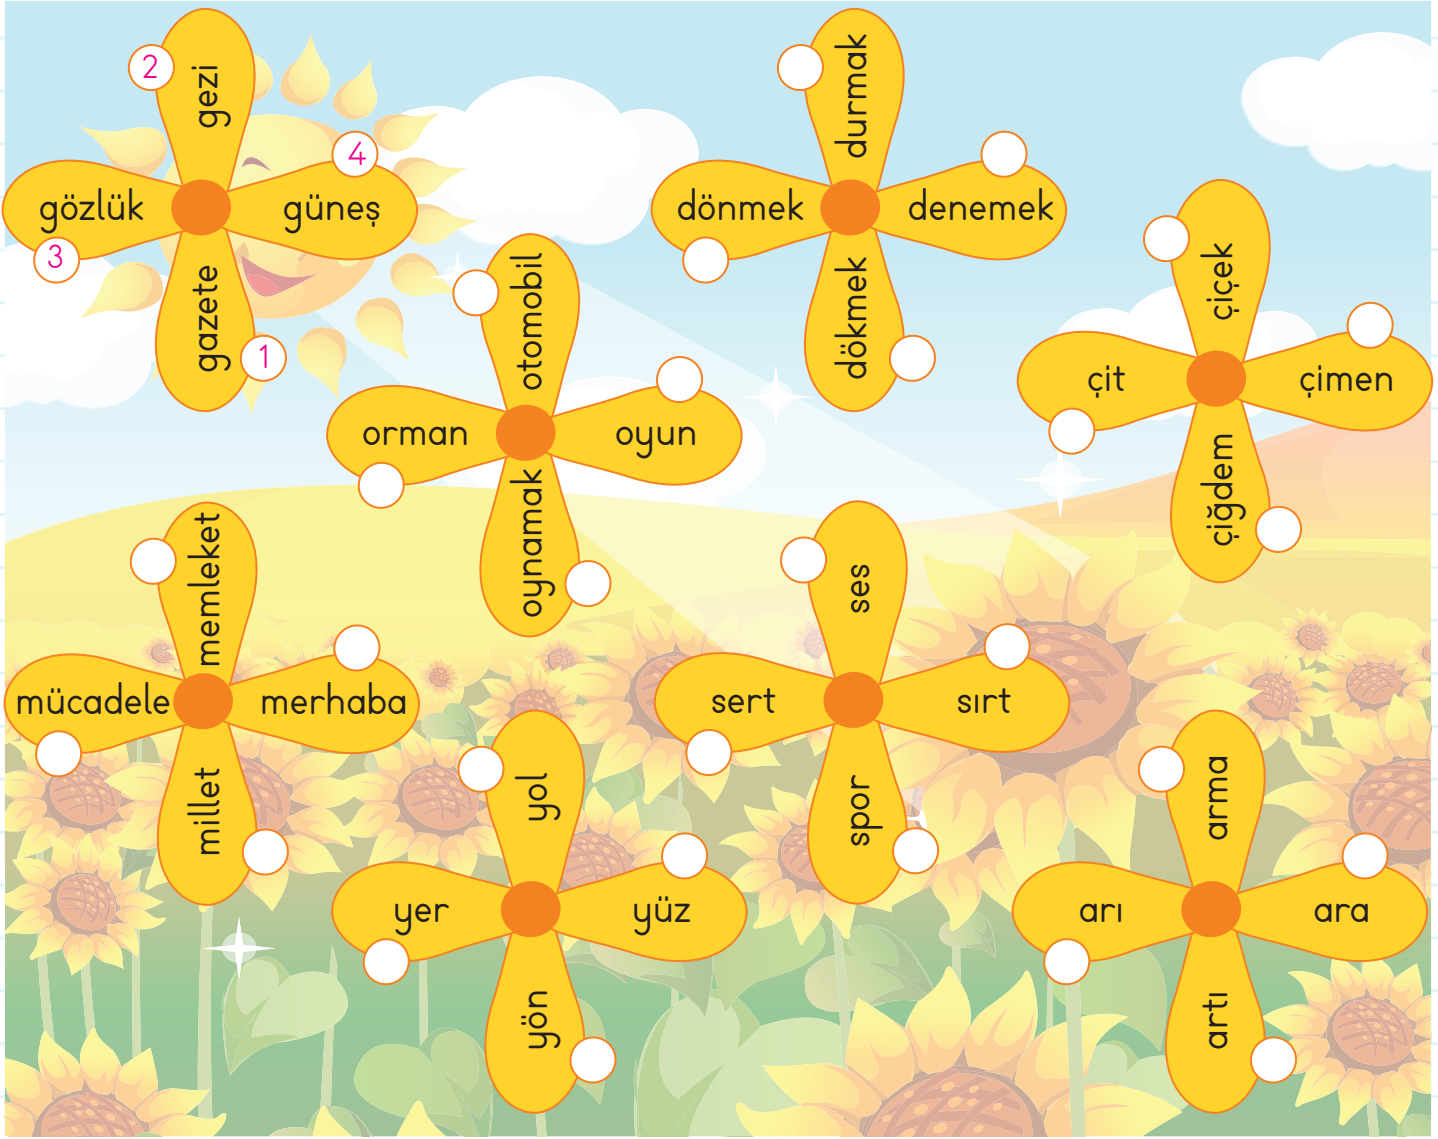 gezi
2
gözlük
3
güneş
4
gazete
1
durmak
dönmek
denemek
dökmek
çiçek
çit
çimen
çiğdem
otomobil
orman
oyun
oynamak
memleket
mücadele
merhaba
millet
ses
sert
sırt
spor
yol
yer
yüz
yön
arma
arı
ara
artı